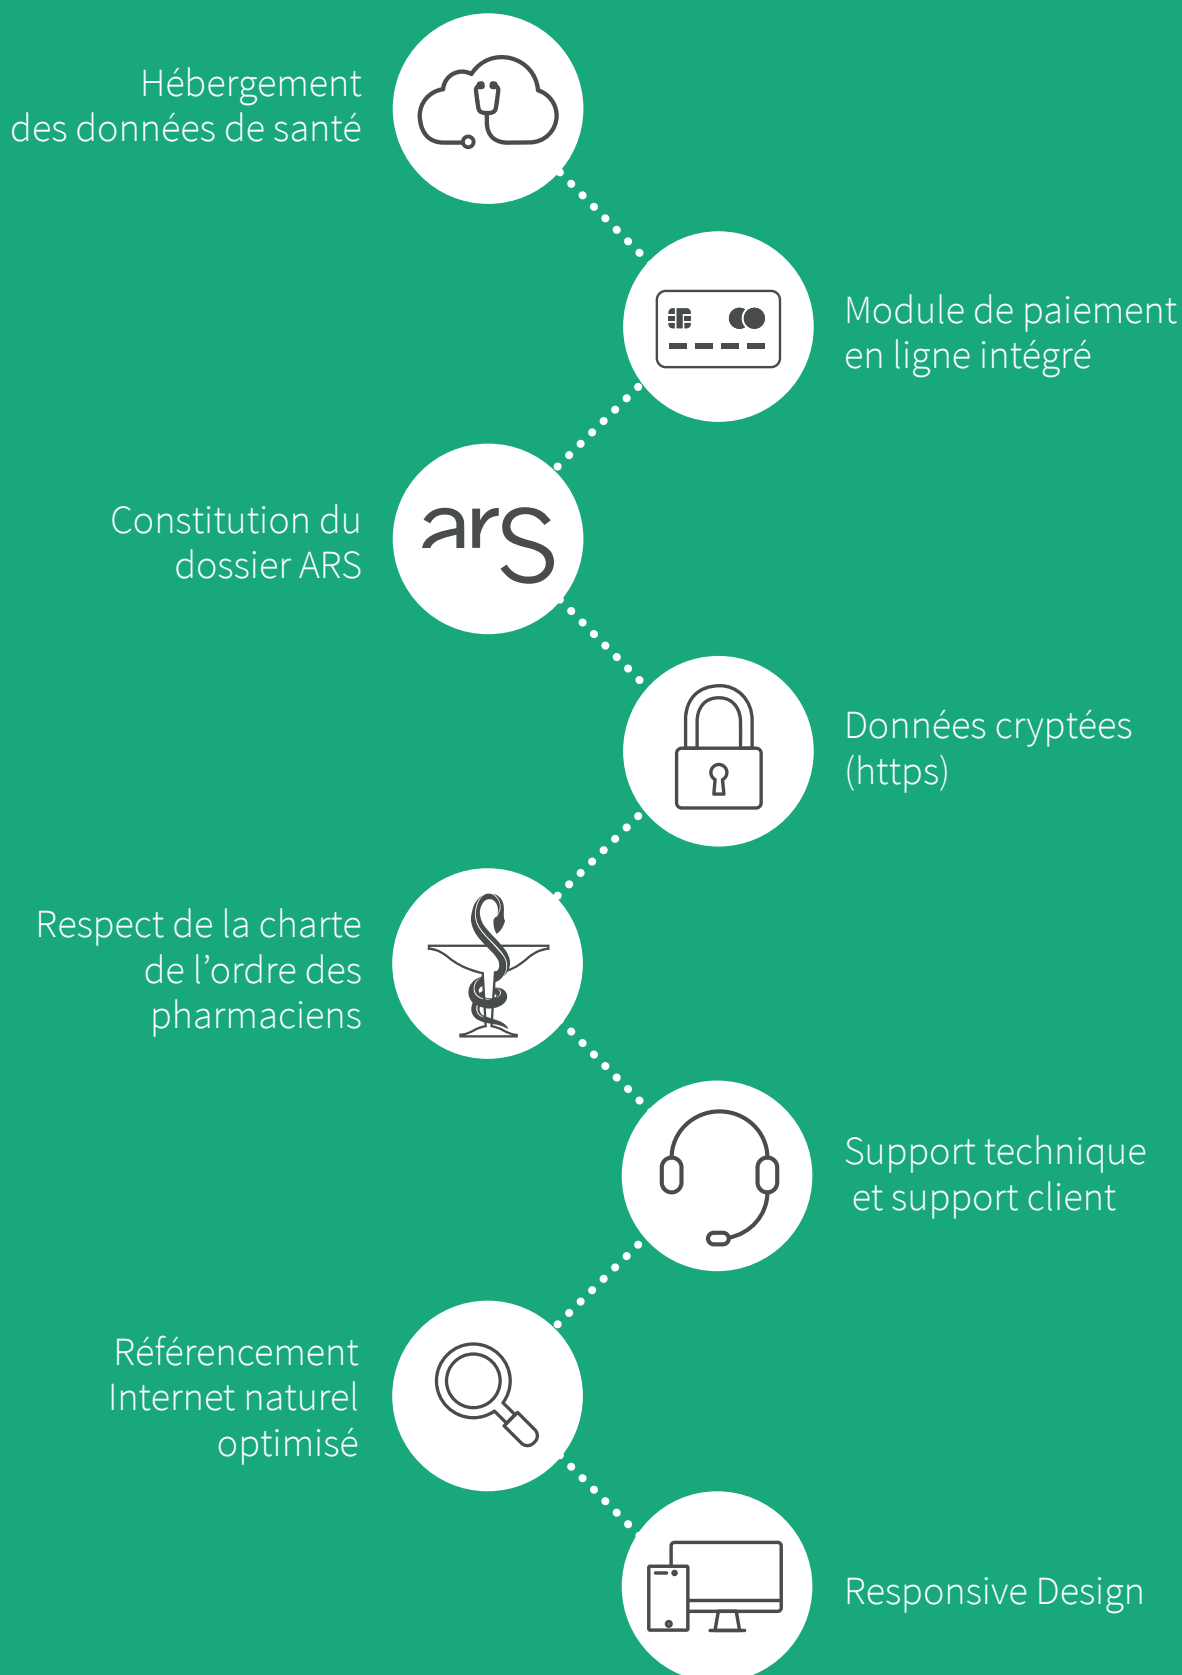 Hébergement
des données de santé
Module de paiement
en ligne intégré
Constitution du
dossier ARS
ars
Données cryptées
(https)
Respect de la charte
de l’ordre des
pharmaciens
Support technique
et support client
Référencement
Internet naturel
optimisé
Responsive Design